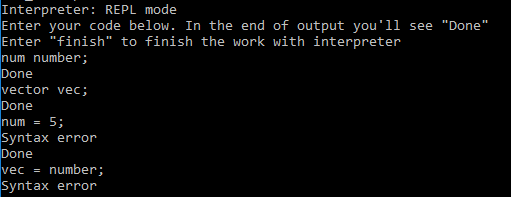 Interpreter: REPL mode
Enter your code below. In the end of output you'll see "Done"
Enter "finish" to finish the work with interpreter
num number;
Done
vector vec;
Done
num = 5;
Syntax error
Done
vec = number;
Syntax error